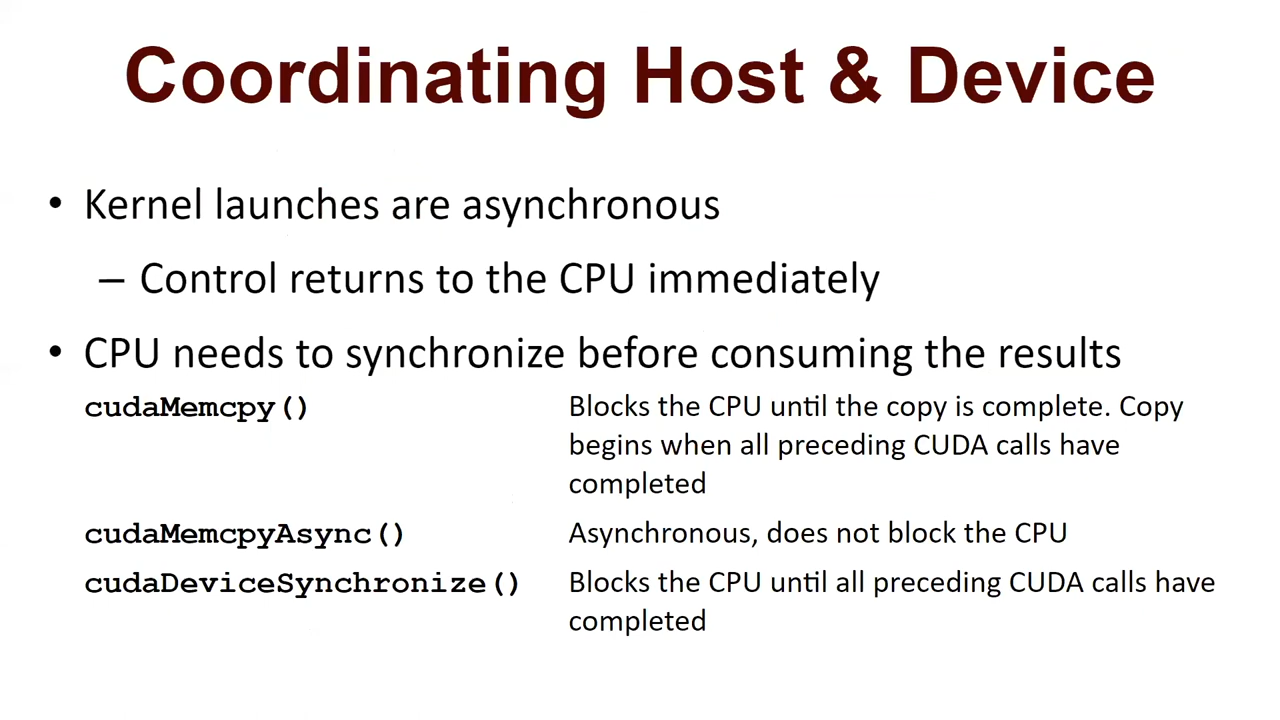 Coordinating Host & Device
• Kernel launches are asynchronous
– Control returns to the CPU immediately
• CPU needs to synchronize before consuming the results
cudaMemcpy() Blocks the CPU until the copy is complete. Copy
begins when all preceding CUDA calls have
completed
cudaMemcpyAsync() Asynchronous, does not block the CPU
cudaDeviceSynchronize() Blocks the CPU until all preceding CUDA calls have
completed